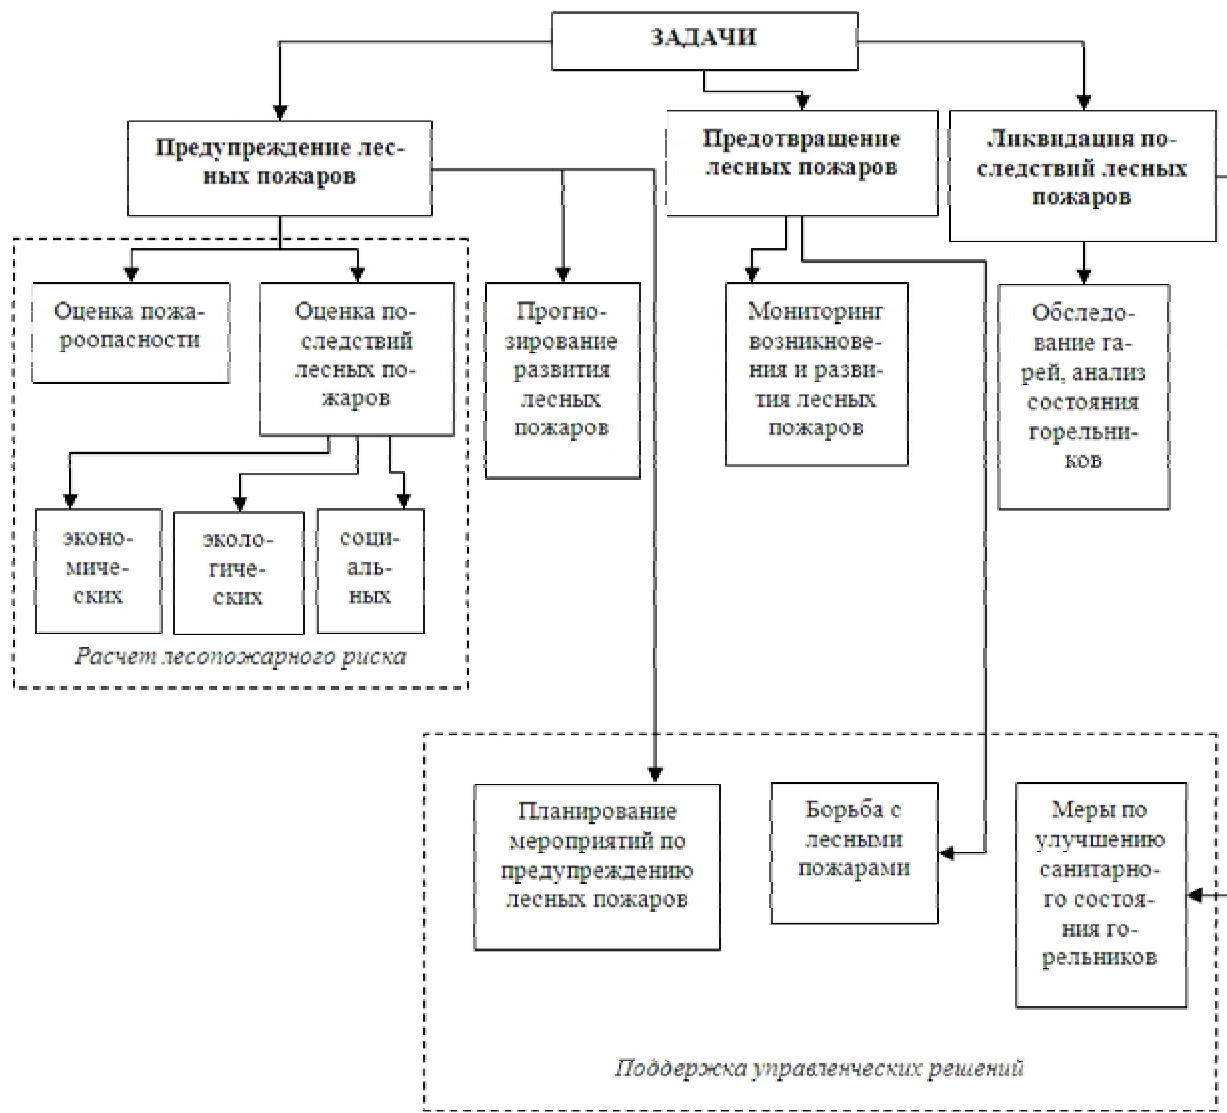 ЗАДАЧИ
Предупреждение лес-
ных пожаров
Предотвращение
лесных пожаров
Ликвидация по-
следствий лесных
пожаров
Оценка пожа-
роопасности
Оценка по-
следствий
лесных по-
жаров
Прогно-
зирование
развития
лесных
пожаров
Мониторинг
возникнове-
ния и разви-
тия лесных
пожаров
Обследо-
вание га-
рей, анализ
состояния
горельни-
ков
эконо-
миче-
ских
эколо-
гиче-
ских
соци-
аль-
ных
Расчет лесопожарного риска
Планирование
мероприятий по
предупреждению
лесных пожаров
Борьба с
лесными
пожарами
Меры по
улучшению
санитарно-
го состоя-
ния го-
рельников
Поддержка управленческих решений